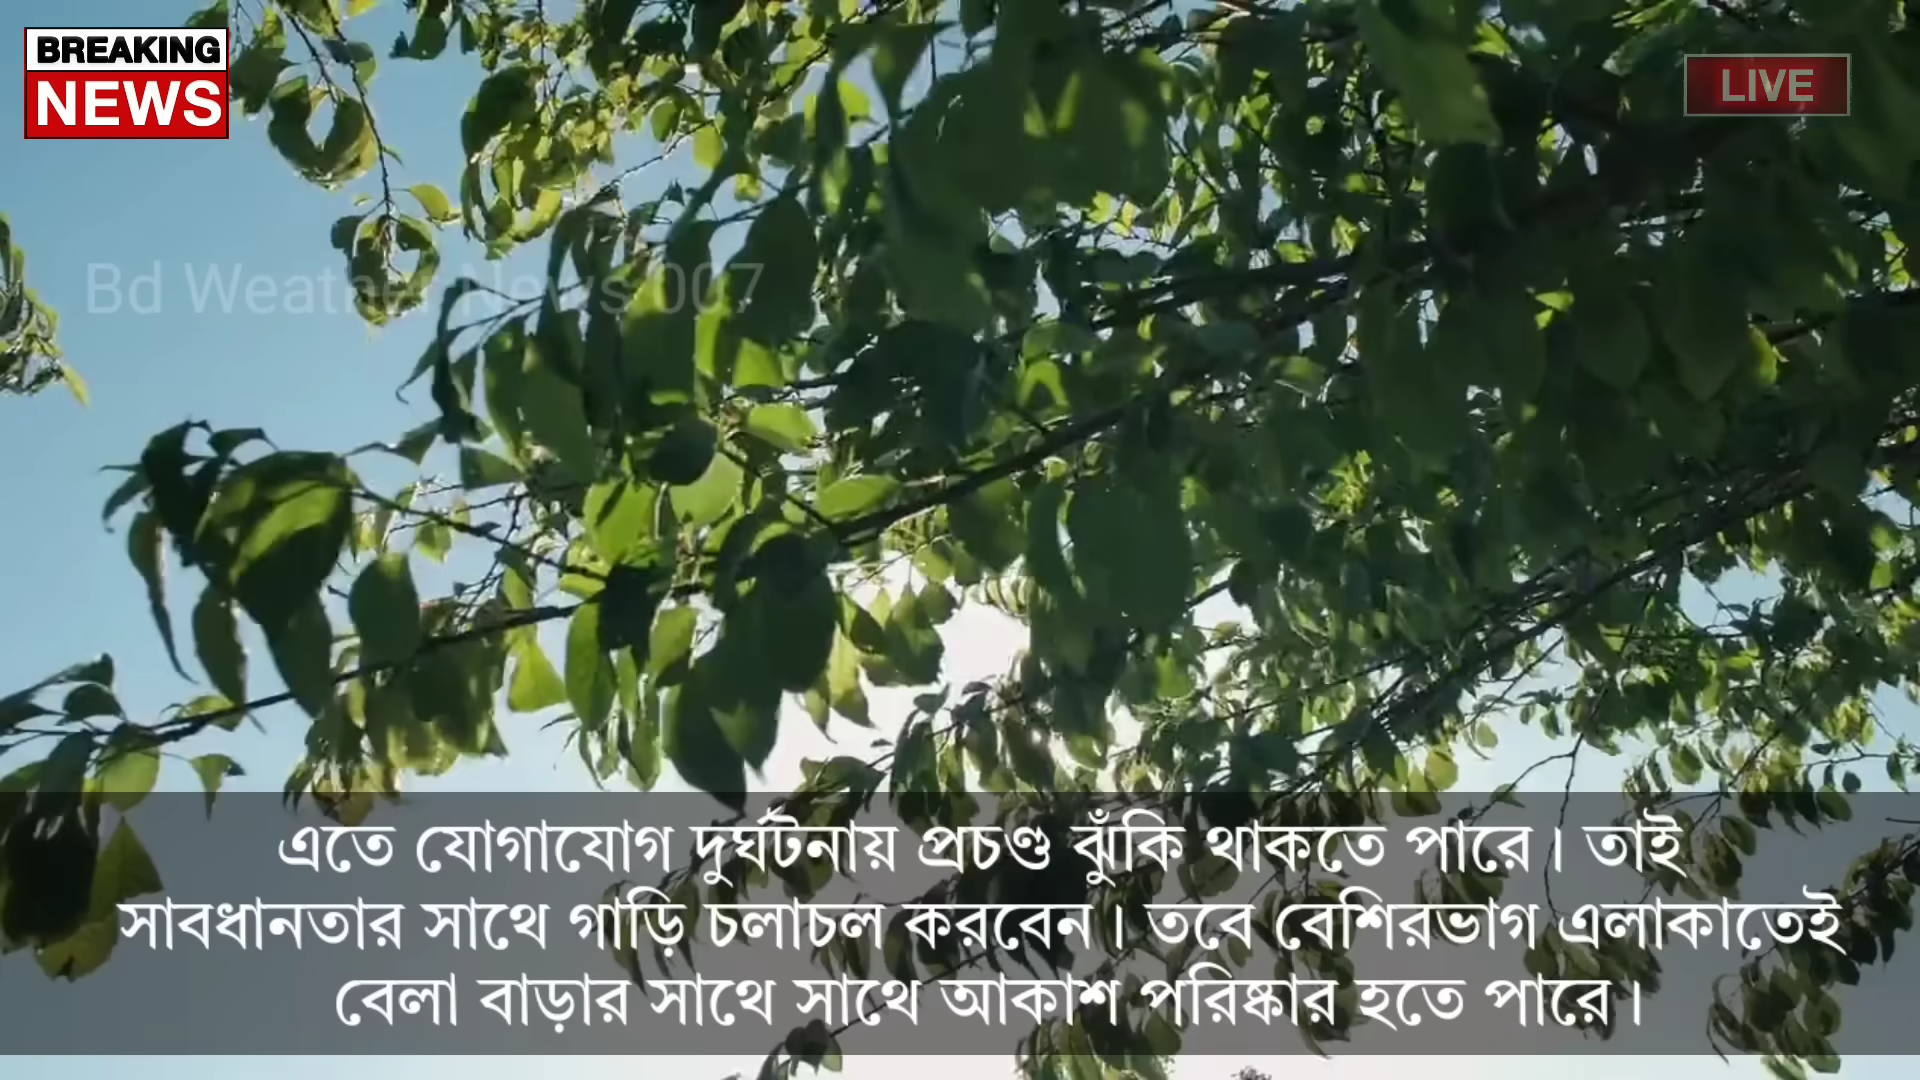 BREAKING
NEWS
LIVE
Bd Weather News 007
এতে যোগাযোগ দুর্ঘটনায় প্রচণ্ড ঝুঁকি থাকতে পারে। তাই
সাবধানতার সাথে গাড়ি চলাচল করবেন। তবে বেশিরভাগ এলাকাতেই
বেলা বাড়ার সাথে সাথে আকাশ পরিষ্কার হতে পারে।